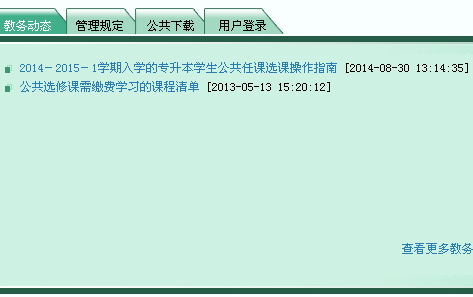 教务动态 管理规定 公共下载 用户登录
2014－2015－1学期入学的专升本学生公共任课选课操作指南 [2014-08-30 13:14:35]
公共选修课需缴费学习的课程清单 [2013-05-13 15:20:12]
查看更多教务